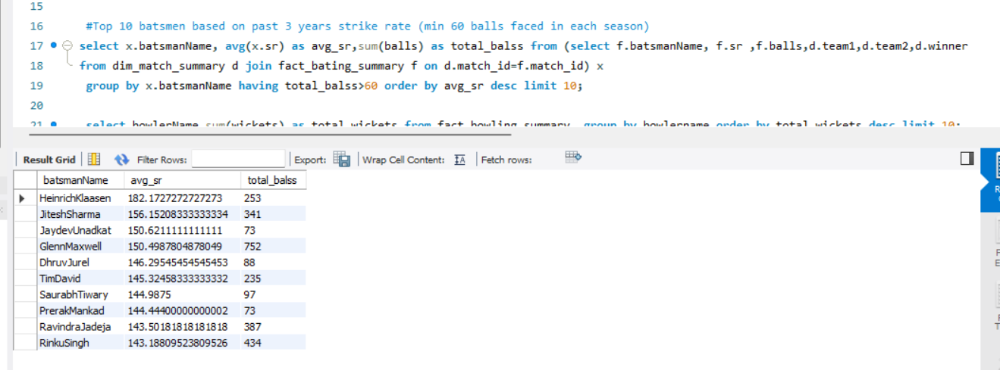 15
16 #Top 10 batsmen based on past 3 years strike rate (min 60 balls faced in each season)
17 select x.batsmanName, avg(x.sr) as avg_sr,sum(balls) as total_balss from (select f.batsmanName, f.sr ,f.balls,d.team1,d.team2,d.winner
18 from dim_match_summary d join fact_bating_summary f on d.match_id=f.match_id) x
19 group by x.batsmanName having total_balss>60 order by avg_sr desc limit 10;
20
21 select bowlerName,sum(wickets) as total_wickets from fact_bowling_summary group by bowlername order by total_wickets desc limit 10;
Result Grid Filter Rows: Export: Wrap Cell Content: Fetch rows:
batsmanName avg_sr total_balss
HeinrichKlaasen 182.1727272727273 253
JiteshSharma 156.15208333333334 341
JaydevUnadkat 150.6211111111111 73
GlennMaxwell 150.4987804878049 752
DhruvJurel 146.29545454545453 88
TimDavid 145.32458333333332 235
SaurabhTiwary 144.9875 97
PrerakMankad 144.44400000000002 73
RavindraJadeja 143.50181818181818 387
RinkuSingh 143.18809523809526 434